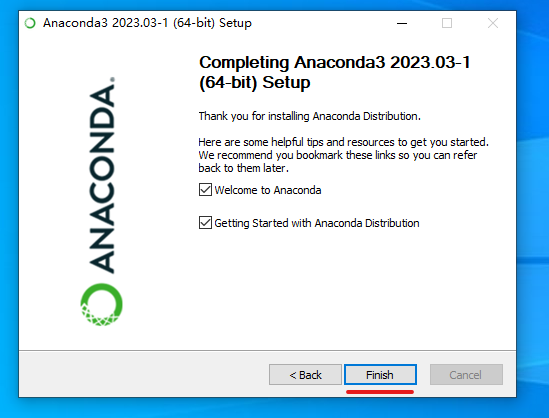 Anaconda3 2023.03-1 (64-bit) Setup
ANACONDA.
Completing Anaconda3 2023.03-1
(64-bit) Setup
Thank you for installing Anaconda Distribution.
Here are some helpful tips and resources to get you started.
We recommend you bookmark these links so you can refer
back to them later.
Welcome to Anaconda
Getting Started with Anaconda Distribution
< Back
Finish
Cancel